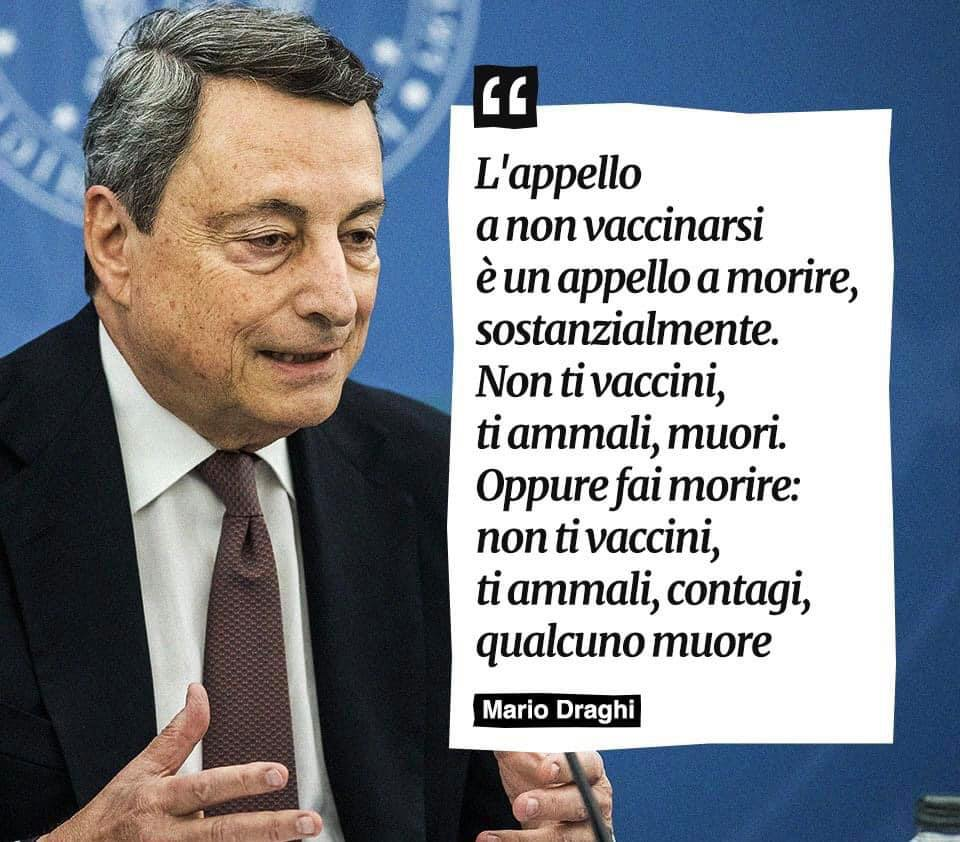 “
L'appello
a non vaccinarsi
è un appello a morire,
sostanzialmente.
Non ti vaccini,
ti ammali, muori.
Oppure fai morire:
non ti vaccini,
ti ammali, contagi,
qualcuno muore
Mario Draghi